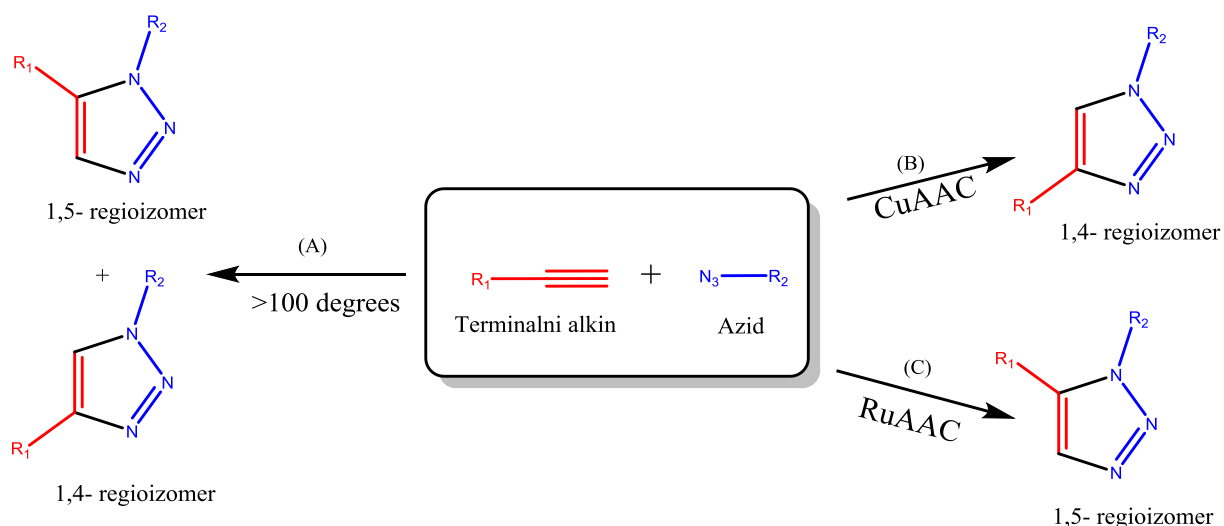 R2
R1
N
N
N
1,5- regioizomer
+
R2
N
N
N
R1
1,4- regioizomer
(A)
>100 degrees
R1
+
N3
R2
Terminalni alkin
Azid
(B)
CuAAC
R2
N
N
N
R1
1,4- regioizomer
(C)
RuAAC
R2
R1
N
N
N
1,5- regioizomer